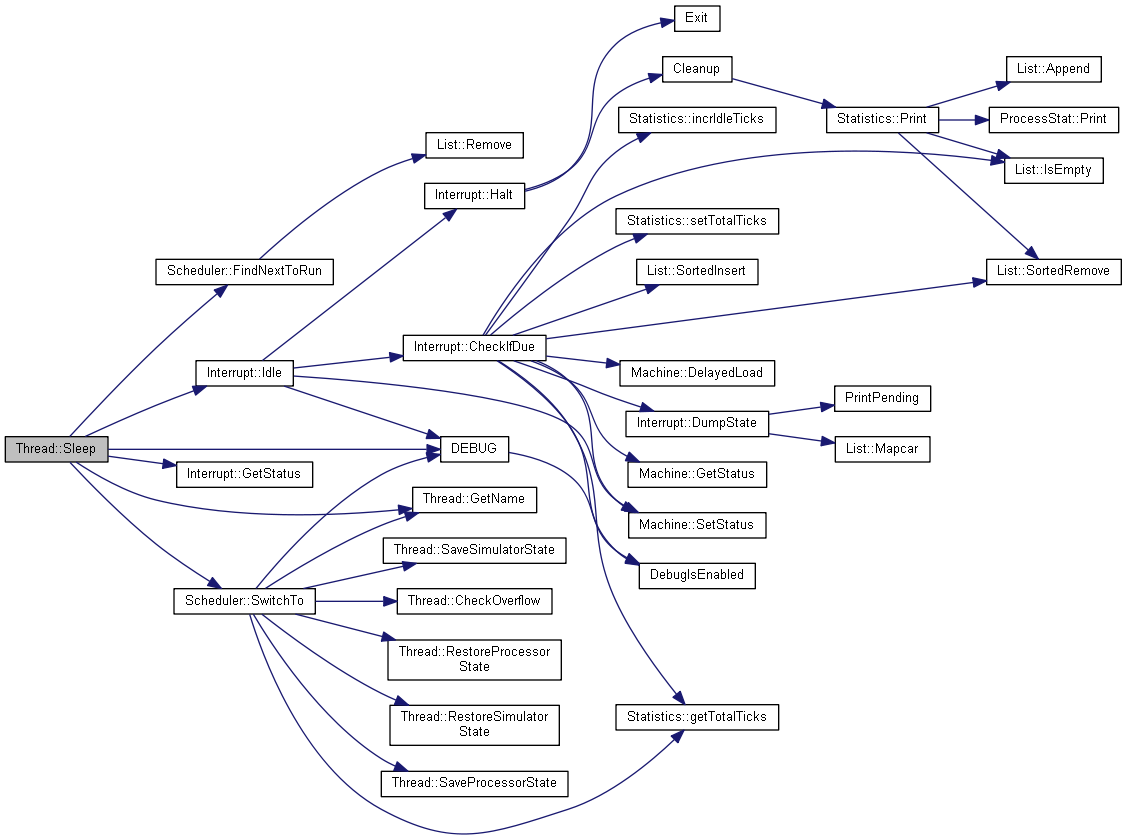 Exit
Cleanup
List::Append
Statistics::incrIdleTicks
Statistics::Print
ProcessStat::Print
List::Remove
List::IsEmpty
Interrupt::Halt
Statistics::setTotalTicks
Scheduler::FindNextToRun
List::SortedInsert
List::SortedRemove
Interrupt::CheckIfDue
Interrupt::Idle
Machine::DelayedLoad
PrintPending
Interrupt::DumpState
Thread::Sleep
DEBUG
List::Mapcar
Interrupt::GetStatus
Machine::GetStatus
Thread::GetName
Machine::SetStatus
Thread::SaveSimulatorState
DebugIsEnabled
Scheduler::SwitchTo
Thread::CheckOverflow
Thread::RestoreProcessor
State
Thread::RestoreSimulator
State
Statistics::getTotalTicks
Thread::SaveProcessorState